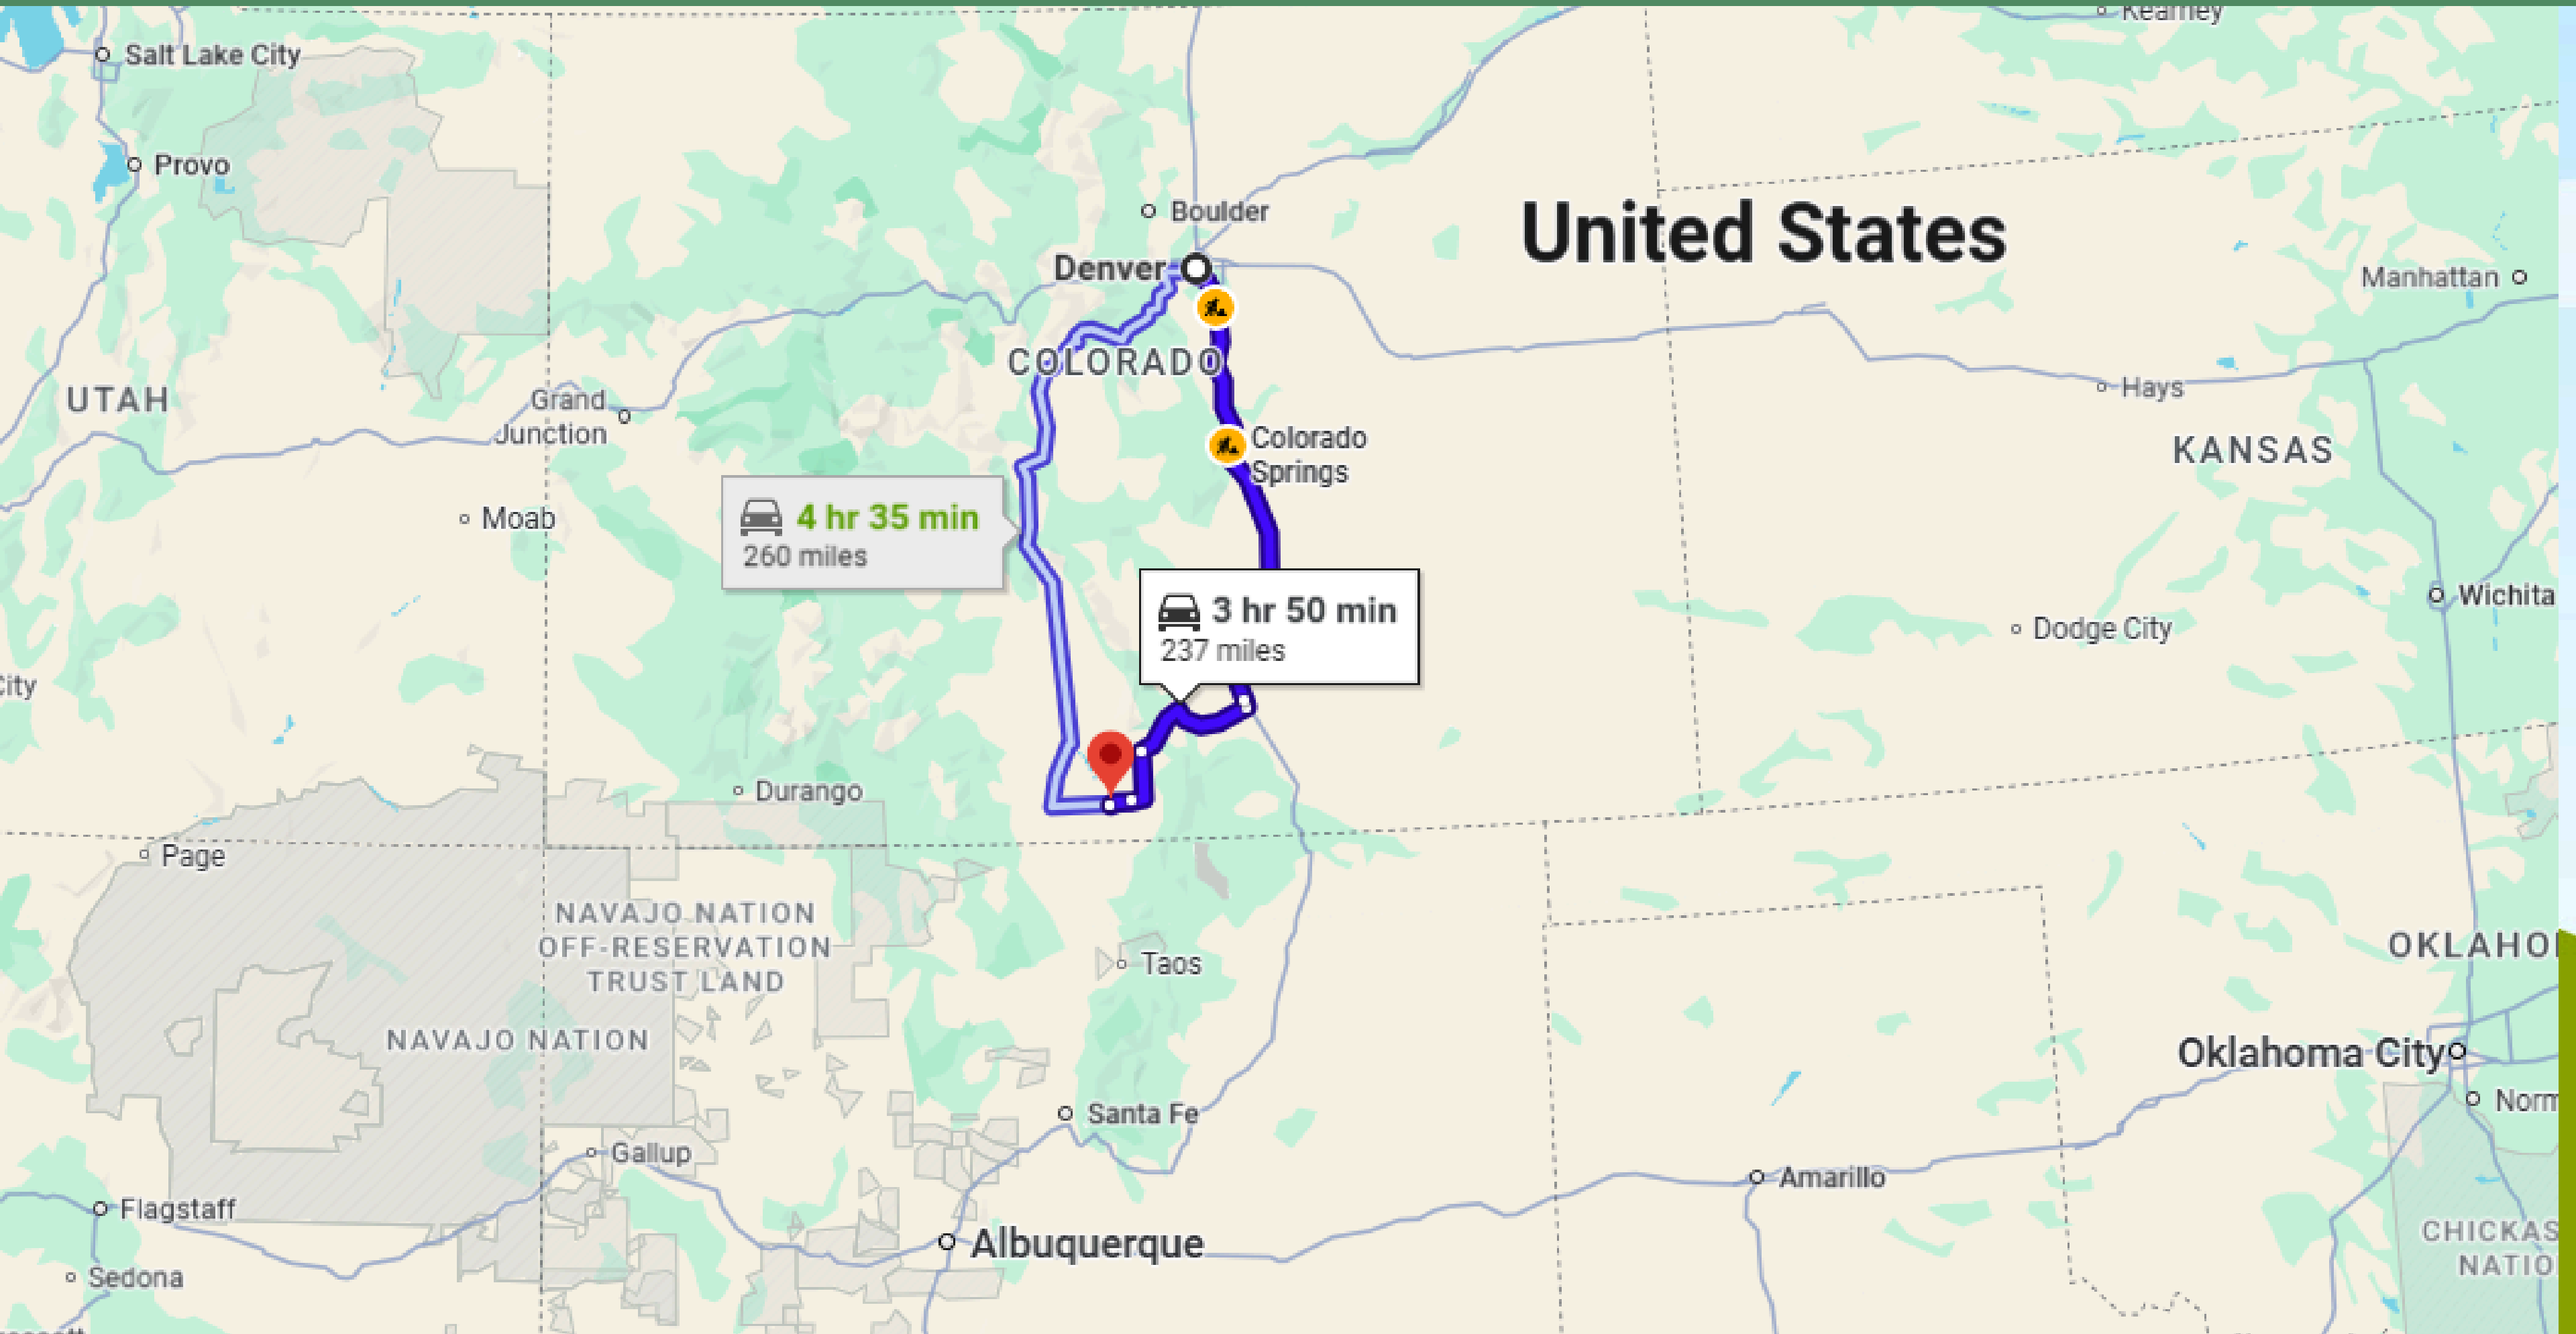 Kearney
Salt Lake City
Provo
Boulder
United States
Denver
Manhattan
COLORADO
UTAH
Grand
Junction
Hays
Colorado
Springs
KANSAS
Moab
4 hr 35 min
260 miles
3 hr 50 min
237 miles
Wichita
Dodge City
City
Durango
Page
NAVAJO NATION
OFF-RESERVATION
TRUST LAND
Taos
OKLAHO
NAVAJO NATION
Oklahoma City
Santa Fe
Norm
Gallup
Amarillo
Flagstaff
Albuquerque
CHICKAS
NATIO
Sedona